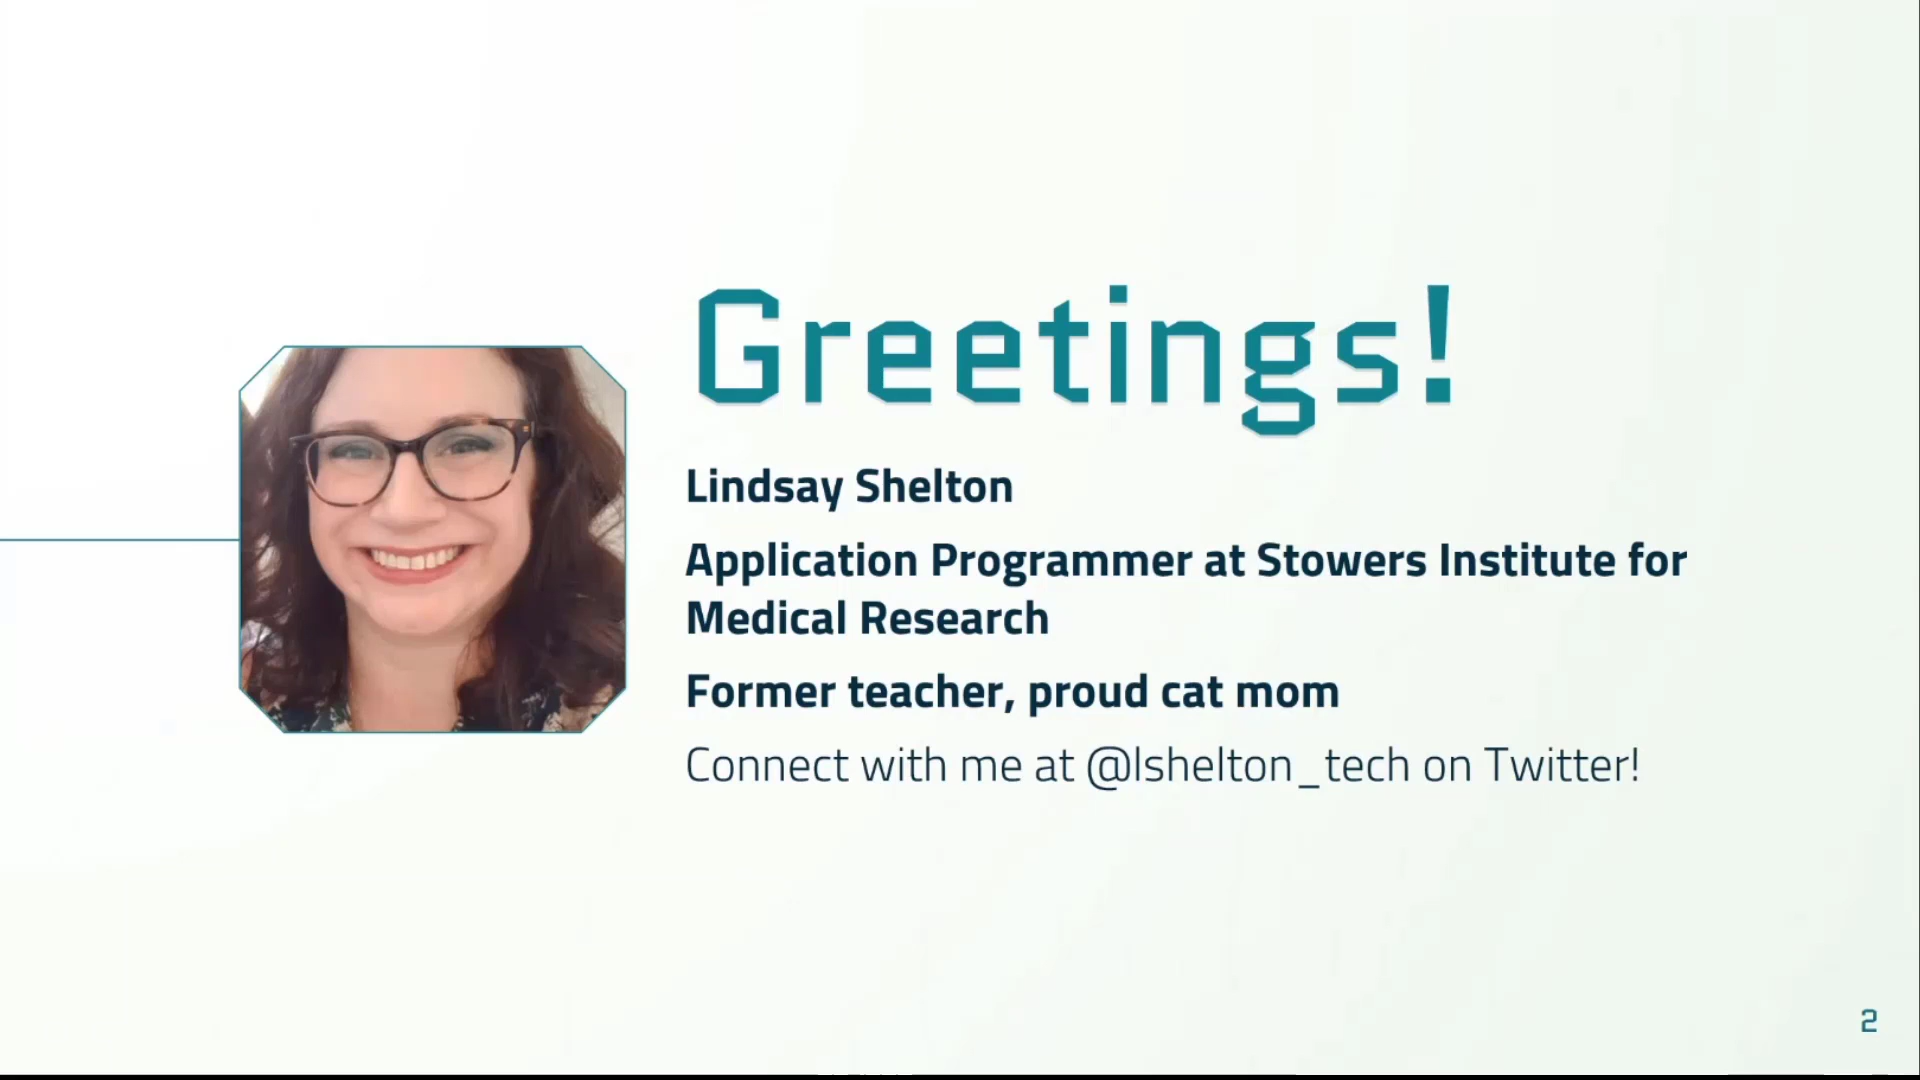 Greetings!
Lindsay Shelton
Application Programmer at Stowers Institute for
Medical Research
Former teacher, proud cat mom
Connect with me at @lshelton_tech on Twitter!
2